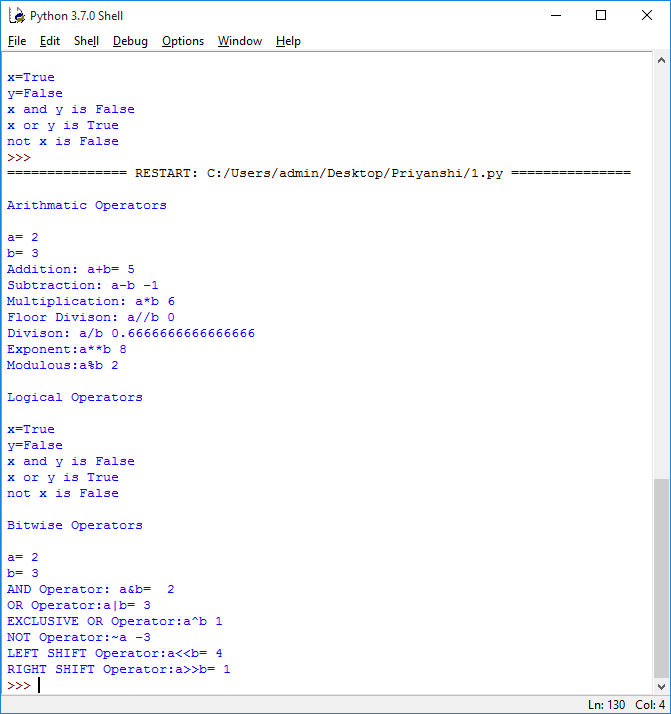 Python 3.7.0 Shell
File Edit Shell Debug Options Window Help
x=True
y=False
x and y is False
x or y is True
not x is False
>>>
=============== RESTART: C:/Users/admin/Desktop/Priyanshi/1.py ===============
Arithmatic Operators
a= 2
b= 3
Addition: a+b= 5
Subtraction: a-b -1
Multiplication: a*b 6
Floor Divison: a//b 0
Divison: a/b 0.6666666666666666
Exponent:a**b 8
Modulous:a%b 2
Logical Operators
x=True
y=False
x and y is False
x or y is True
not x is False
Bitwise Operators
a= 2
b= 3
AND Operator: a&b=  2
OR Operator:a|b= 3
EXCLUSIVE OR Operator:a^b 1
NOT Operator:~a -3
LEFT SHIFT Operator:a<<b= 4
RIGHT SHIFT Operator:a>>b= 1
>>>
Ln: 130 Col: 4